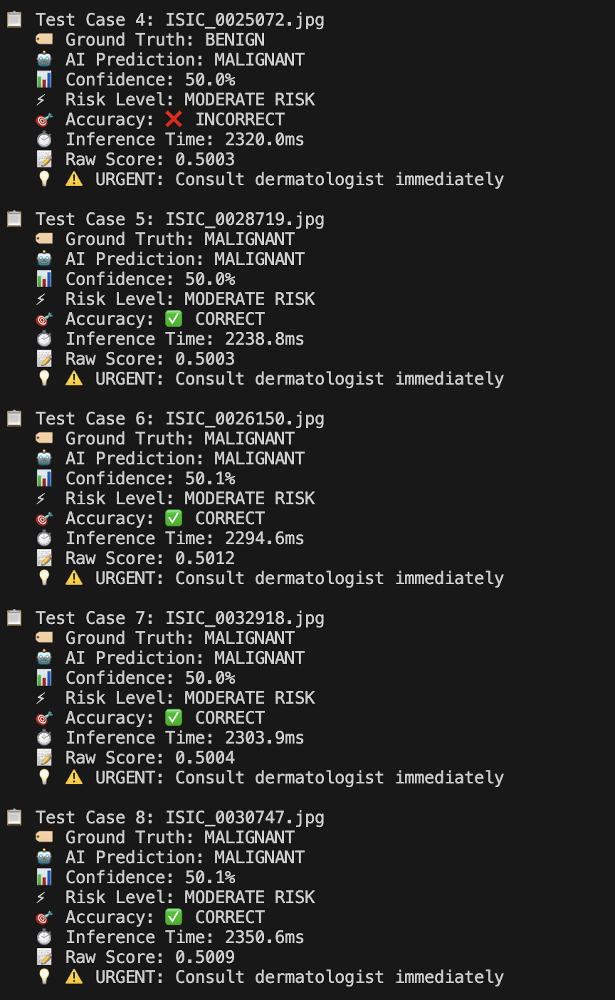 📋 Test Case 4: ISIC_0025072.jpg
🏷️ Ground Truth: BENIGN
🤖 AI Prediction: MALIGNANT
📊 Confidence: 50.0%
⚡ Risk Level: MODERATE RISK
🎯 Accuracy: ❌ INCORRECT
⏱️ Inference Time: 2320.0ms
📝 Raw Score: 0.5003
💡 ⚠️ URGENT: Consult dermatologist immediately
📋 Test Case 5: ISIC_0028719.jpg
🏷️ Ground Truth: MALIGNANT
🤖 AI Prediction: MALIGNANT
📊 Confidence: 50.0%
⚡ Risk Level: MODERATE RISK
🎯 Accuracy: ✅ CORRECT
⏱️ Inference Time: 2238.8ms
📝 Raw Score: 0.5003
💡 ⚠️ URGENT: Consult dermatologist immediately
📋 Test Case 6: ISIC_0026150.jpg
🏷️ Ground Truth: MALIGNANT
🤖 AI Prediction: MALIGNANT
📊 Confidence: 50.1%
⚡ Risk Level: MODERATE RISK
🎯 Accuracy: ✅ CORRECT
⏱️ Inference Time: 2294.6ms
📝 Raw Score: 0.5012
💡 ⚠️ URGENT: Consult dermatologist immediately
📋 Test Case 7: ISIC_0032918.jpg
🏷️ Ground Truth: MALIGNANT
🤖 AI Prediction: MALIGNANT
📊 Confidence: 50.0%
⚡ Risk Level: MODERATE RISK
🎯 Accuracy: ✅ CORRECT
⏱️ Inference Time: 2303.9ms
📝 Raw Score: 0.5004
💡 ⚠️ URGENT: Consult dermatologist immediately
📋 Test Case 8: ISIC_0030747.jpg
🏷️ Ground Truth: MALIGNANT
🤖 AI Prediction: MALIGNANT
📊 Confidence: 50.1%
⚡ Risk Level: MODERATE RISK
🎯 Accuracy: ✅ CORRECT
⏱️ Inference Time: 2350.6ms
📝 Raw Score: 0.5009
💡 ⚠️ URGENT: Consult dermatologist immediately